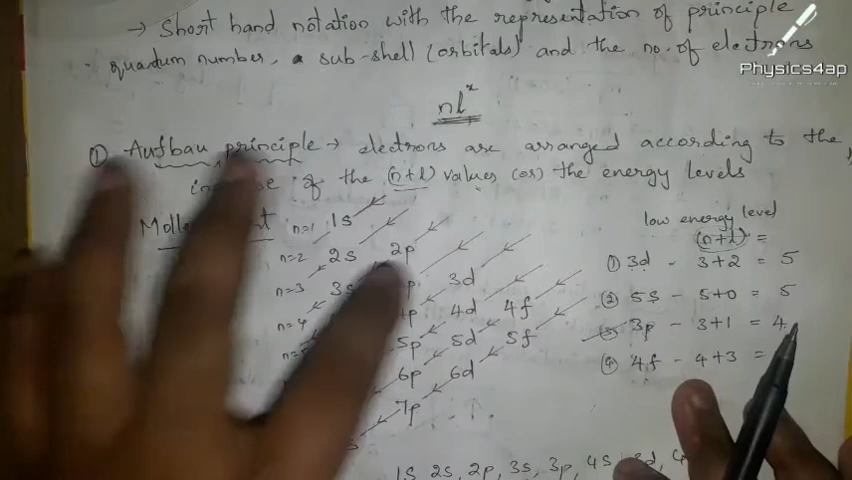 → Short hand notation with the representation of principle
quantum number, sub-shell (orbitals) and the no. of electrons
Physics4ap
nlˣ
① Aufbau principle → electrons are arranged according to the
of the (n+l) values (or) the energy levels
n=1 1s
n=2 2s 2p
n=3 3s 3d
n=4 4d 4f
5p 5d 5f
6p 6d
7p
low energy level
(n+l) =
① 3d - 3+2 = 5
② 5s - 5+0 = 5
③ 3p - 3+1 = 4
④ 4f - 4+3 =
1s 2s, 2p, 3s, 3p, 4s 3d,